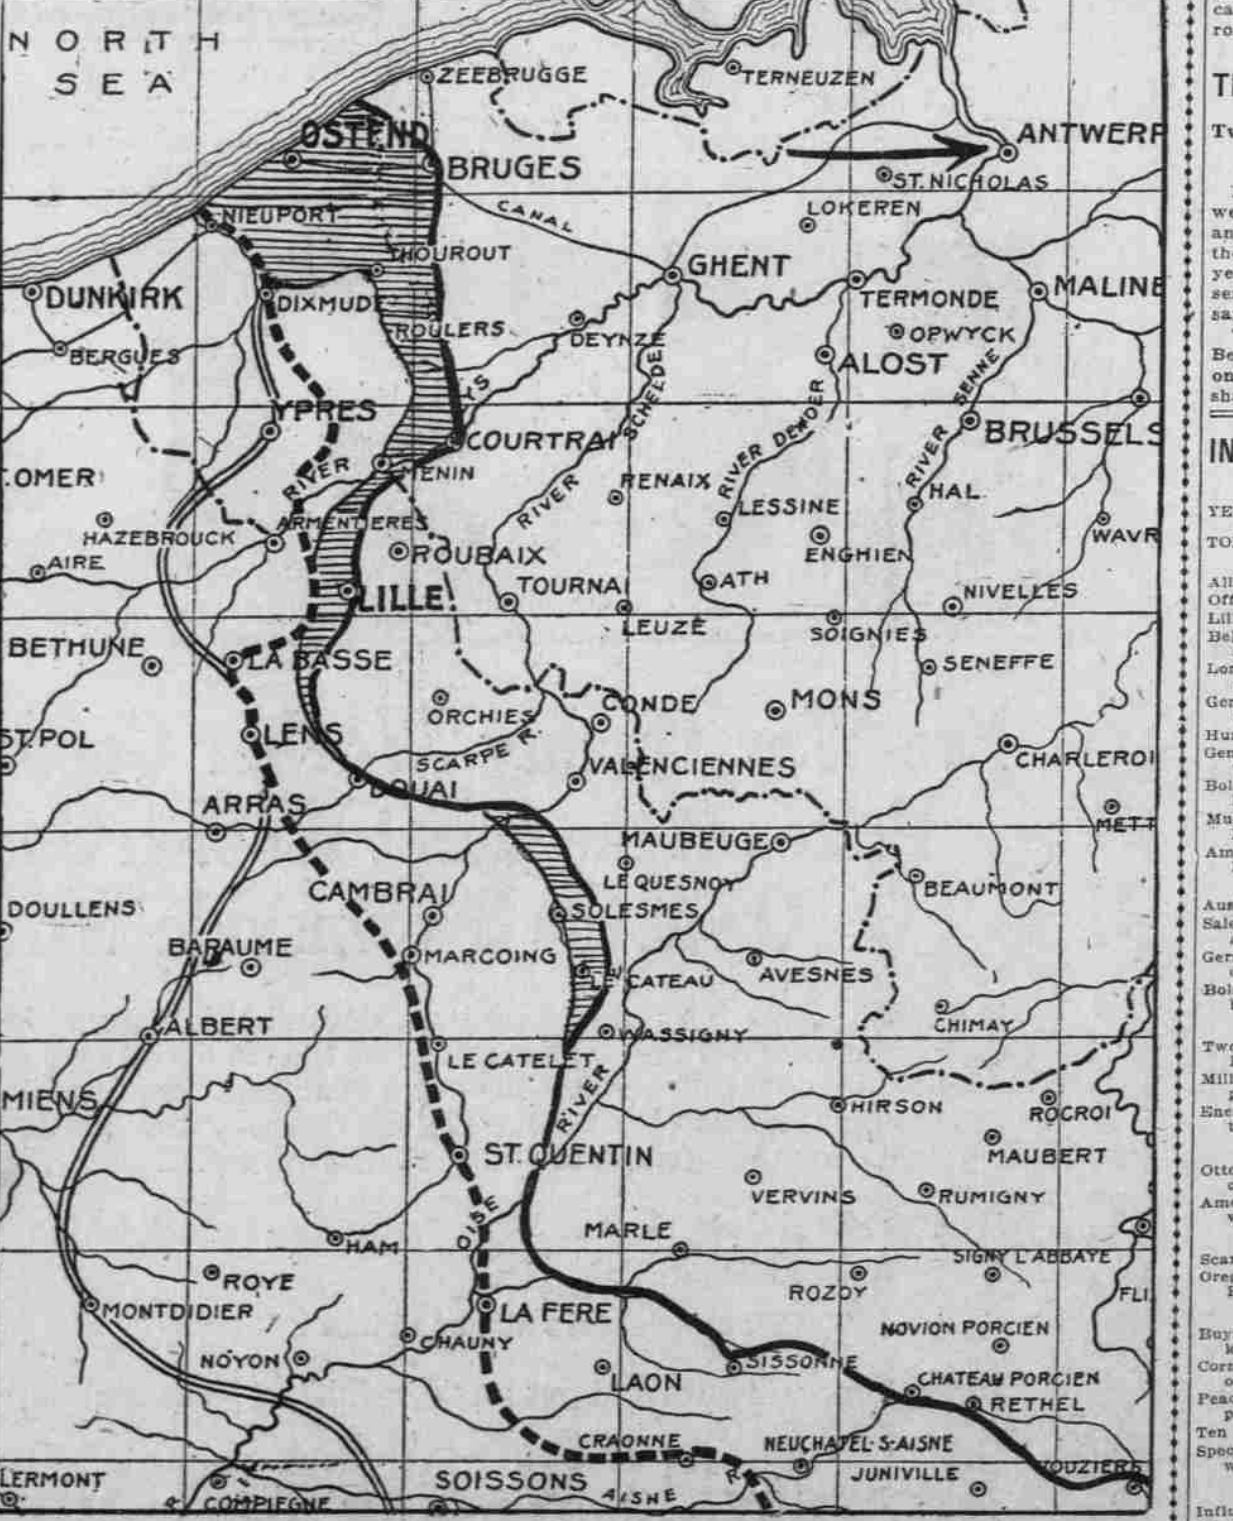 NORTH
SEA
ZEEBRUGGE
TERNEUZEN
OSTEND
BRUGES
ANTWERP
ST. NICHOLAS
NIEUPORT
CANAL
LOKEREN
THOUROUT
GHENT
DUNKIRK
DIXMUDE
TERMONDE
MALINE
ROULERS
DEYNZE
OPWYCK
BERGUES
ALOST
SCHELDE
LYS
RIVER SENNE
YPRES
RIVER DENDER
COURTRAI
BRUSSELS
T.OMER
RIVER
MENIN
RENAIX
HAL
ARMENTIERES
RIVER
LESSINE
HAZEBROUCK
ENGHIEN
WAVR
AIRE
ROUBAIX
TOURNAI
ATH
NIVELLES
LILLE
LEUZE
SOIGNIES
BETHUNE
LA BASSE
SENEFFE
ORCHIES
CONDE
MONS
ST. POL
LENS
SCARPE R.
CHARLEROI
VALENCIENNES
DOUAI
ARRAS
METT
MAUBEUGE
LE QUESNOY
BEAUMONT
CAMBRAI
DOULLENS
SOLESMES
BAPAUME
MARCOING
LE CATEAU
AVESNES
ALBERT
WASSIGNY
CHIMAY
LE CATELET
RIVER
MIENS
HIRSON
ROCROI
ST. QUENTIN
MAUBERT
VERVINS
RUMIGNY
OISE
MARLE
HAM
SIGNY L'ABBAYE
ROYE
ROZOY
FLI
MONTDIDIER
LA FERE
NOVION PORCIEN
CHAUNY
NOYON
SISSONNE
LAON
CHATEAU PORCIEN
RETHEL
CRAONNE
NEUCHATEL-S-AISNE
LERMONT
SOISSONS
R.
JUNIVILLE
VOUZIERS
R.
COMPIEGNE
AISNE